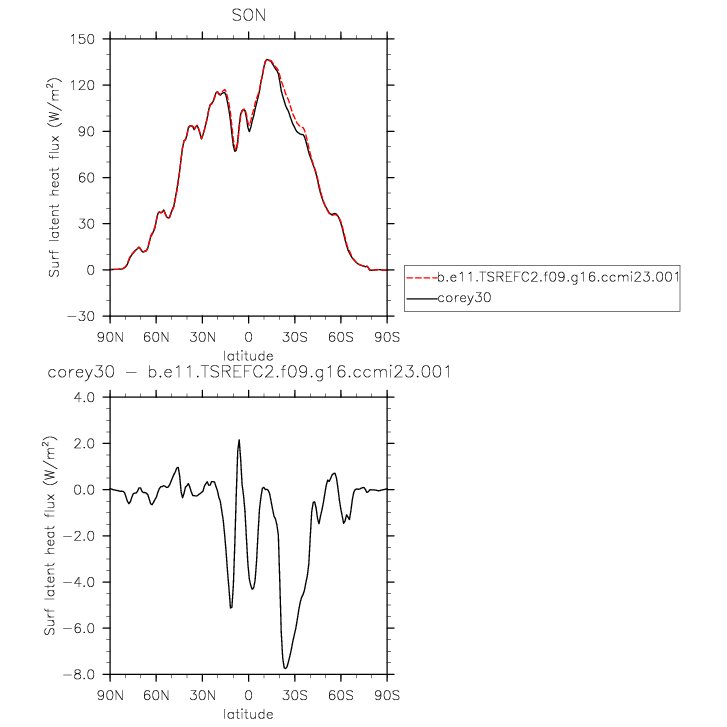 SON
150
120
90
60
30
0
−30
Surf latent heat flux (W/m²)
90N 60N 30N 0 30S 60S 90S
latitude
b.e11.TSREFC2.f09.g16.ccmi23.001
corey30
corey30 − b.e11.TSREFC2.f09.g16.ccmi23.001
4.0
2.0
0.0
−2.0
−4.0
−6.0
−8.0
Surf latent heat flux (W/m²)
90N 60N 30N 0 30S 60S 90S
latitude